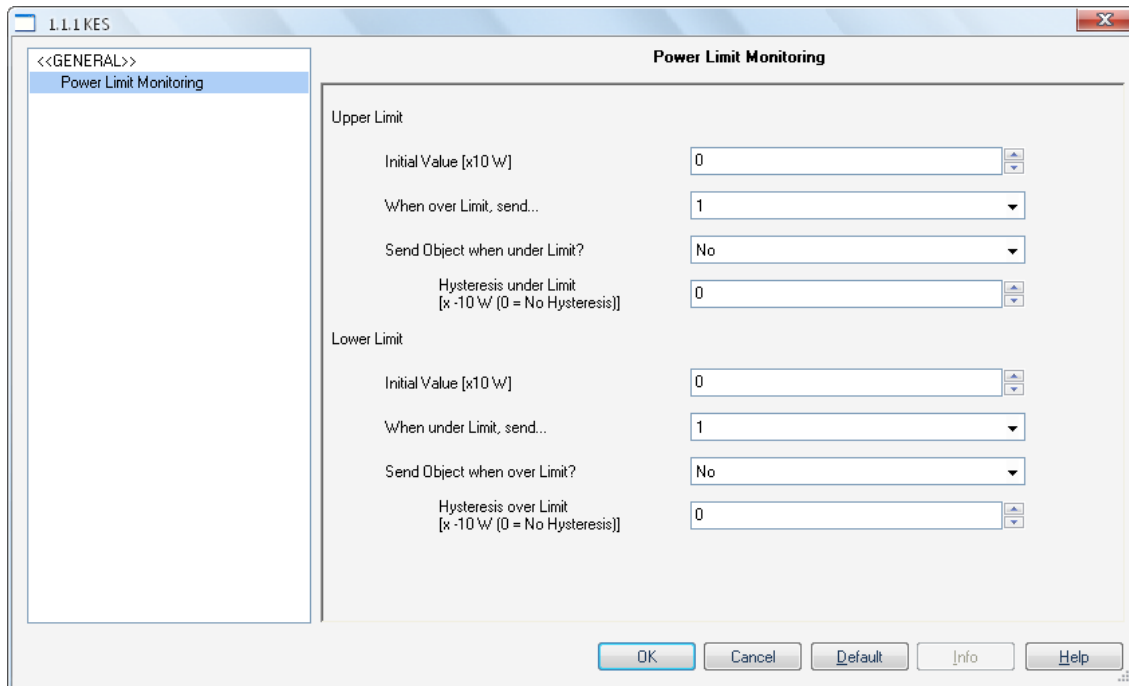 1.1.1 KES
<<GENERAL>>
Power Limit Monitoring
Power Limit Monitoring
Upper Limit
Initial Value [x10 W]
0
When over Limit, send...
1
Send Object when under Limit?
No
Hysteresis under Limit
[x -10 W (0 = No Hysteresis)]
0
Lower Limit
Initial Value [x10 W]
0
When under Limit, send...
1
Send Object when over Limit?
No
Hysteresis over Limit
[x -10 W (0 = No Hysteresis)]
0
OK
Cancel
Default
Info
Help